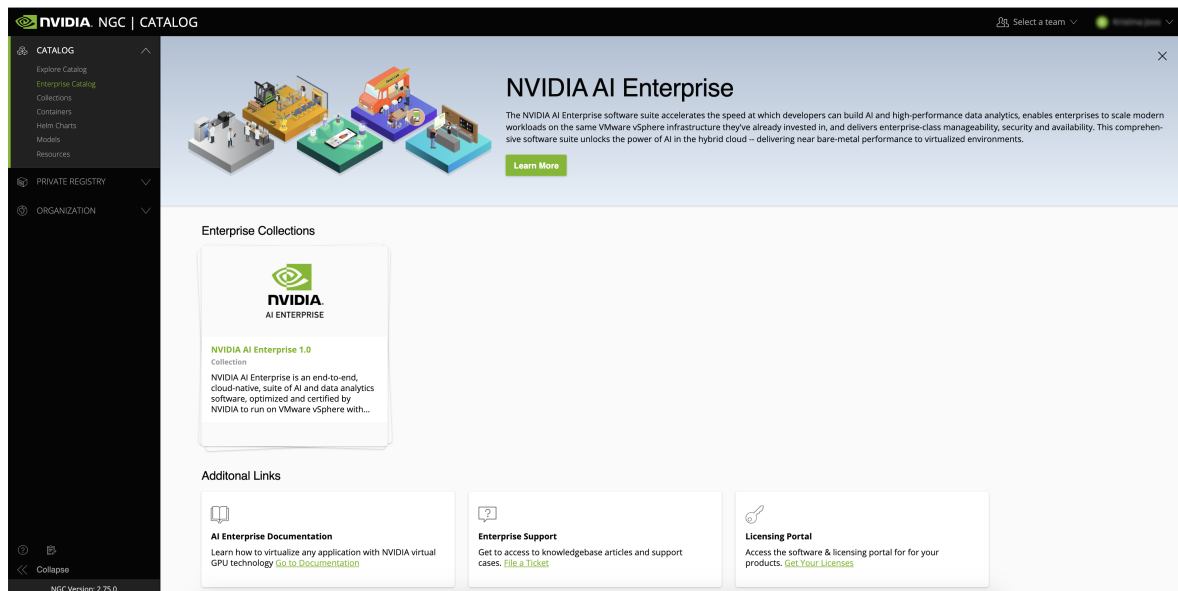 NVIDIA. NGC | CATALOG
Select a team
CATALOG
Explore Catalog
Enterprise Catalog
Collections
Containers
Helm Charts
Models
Resources
PRIVATE REGISTRY
ORGANIZATION
NVIDIA AI Enterprise
The NVIDIA AI Enterprise software suite accelerates the speed at which developers can build AI and high-performance data analytics, enables enterprises to scale modern
workloads on the same VMware vSphere infrastructure they've already invested in, and delivers enterprise-class manageability, security and availability. This comprehen-
sive software suite unlocks the power of AI in the hybrid cloud -- delivering near bare-metal performance to virtualized environments.
Learn More
Enterprise Collections
NVIDIA.
AI ENTERPRISE
NVIDIA AI Enterprise 1.0
Collection
NVIDIA AI Enterprise is an end-to-end,
cloud-native, suite of AI and data analytics
software, optimized and certified by
NVIDIA to run on VMware vSphere with...
Additonal Links
AI Enterprise Documentation
Learn how to virtualize any application with NVIDIA virtual
GPU technology Go to Documentation
Enterprise Support
Get to access to knowledgebase articles and support
cases. File a Ticket
Licensing Portal
Access the software & licensing portal for for your
products. Get Your Licenses
Collapse
NGC Version: 2.75.0